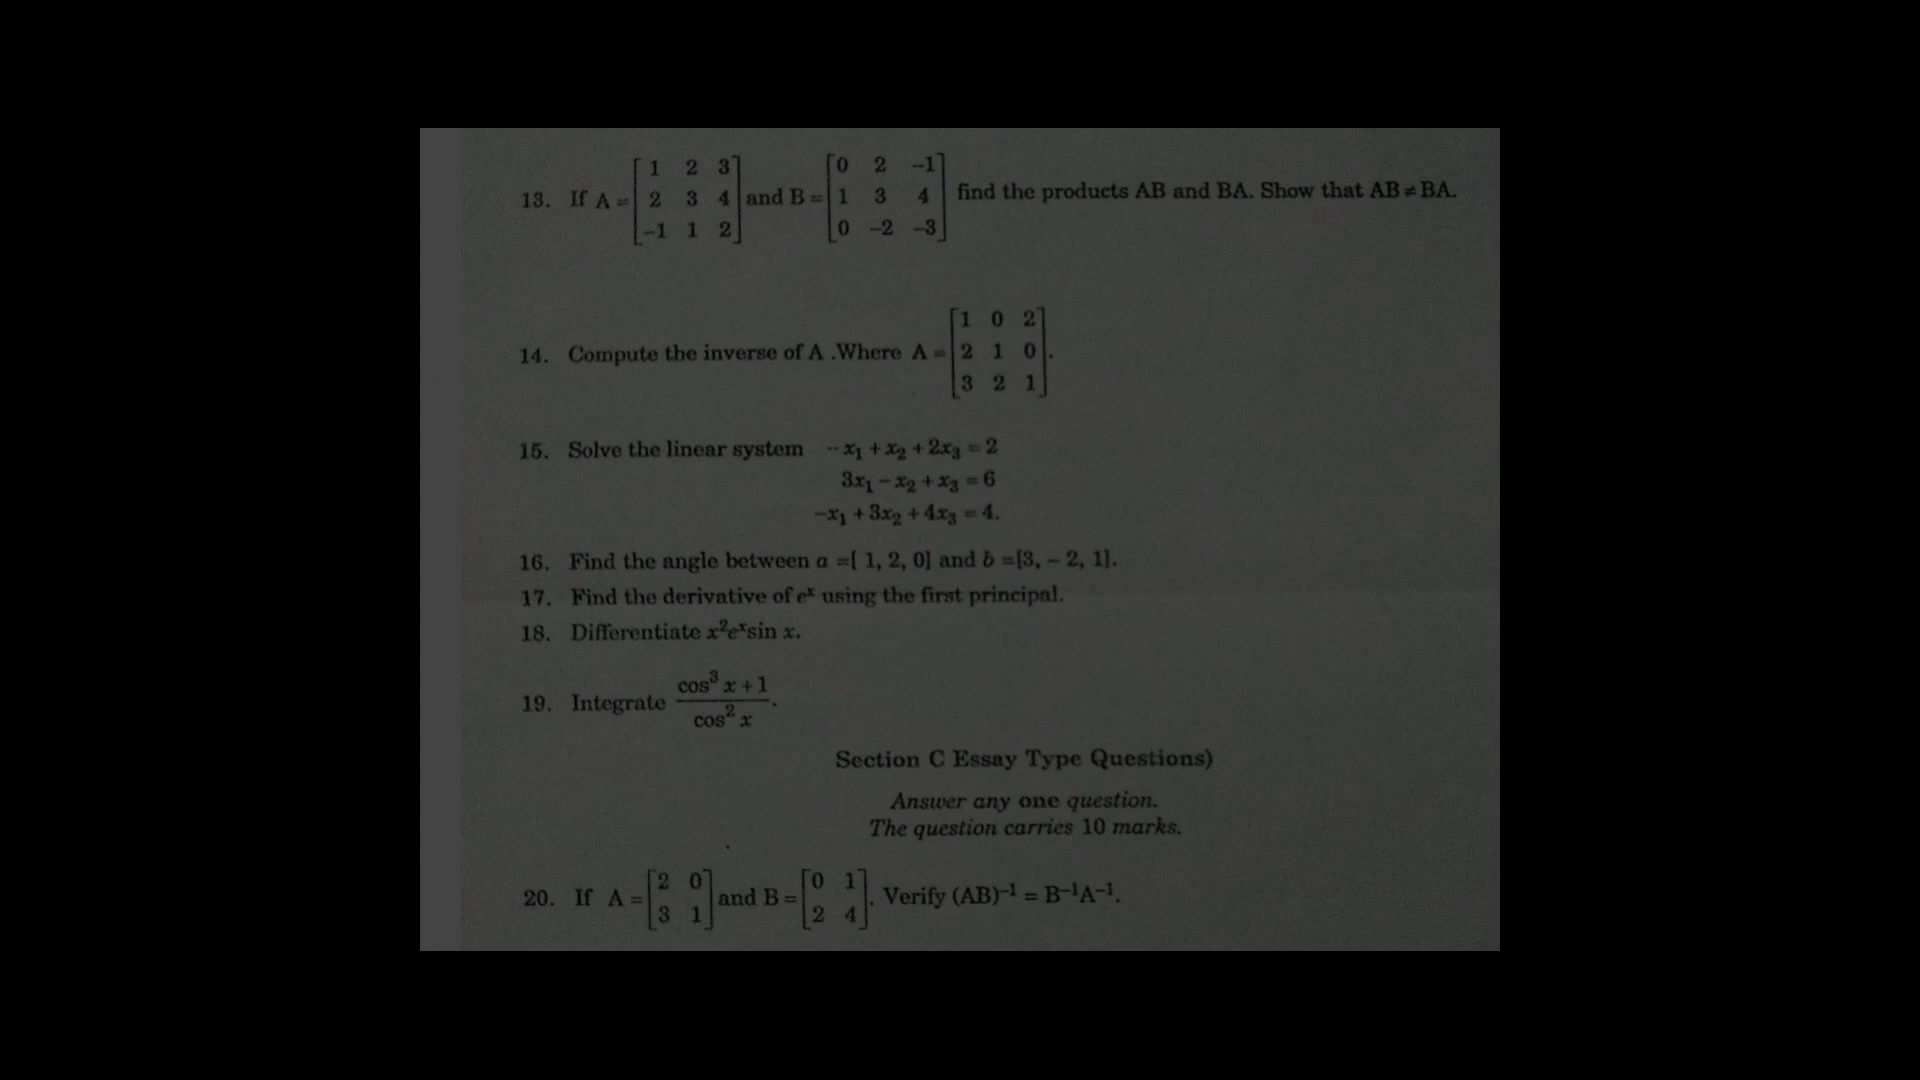 13. If A = [1 2 3; 2 3 4; -1 1 2] and B = [0 2 -1; 1 3 4; 0 -2 -3] find the products AB and BA. Show that AB ≠ BA.
14. Compute the inverse of A .Where A = [1 0 2; 2 1 0; 3 2 1].
15. Solve the linear system --x₁ + x₂ + 2x₃ = 2
3x₁ - x₂ + x₃ = 6
-x₁ + 3x₂ + 4x₃ = 4.
16. Find the angle between a =[ 1, 2, 0] and b =[3, - 2, 1].
17. Find the derivative of eˣ using the first principal.
18. Differentiate x²eˣsin x.
19. Integrate (cos³ x + 1)/(cos² x).
Section C Essay Type Questions)
Answer any one question.
The question carries 10 marks.
20. If A = [2 0; 3 1] and B = [0 1; 2 4]. Verify (AB)⁻¹ = B⁻¹A⁻¹.